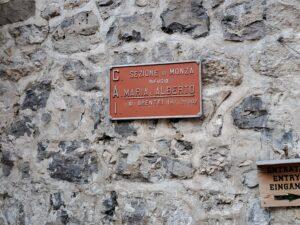 C.A.I.
SEZIONE DI MONZA
RIFUGIO
MARIA E ALBERTO
AI BRENTEI
ENTRATA
ENTRY
EINGANG